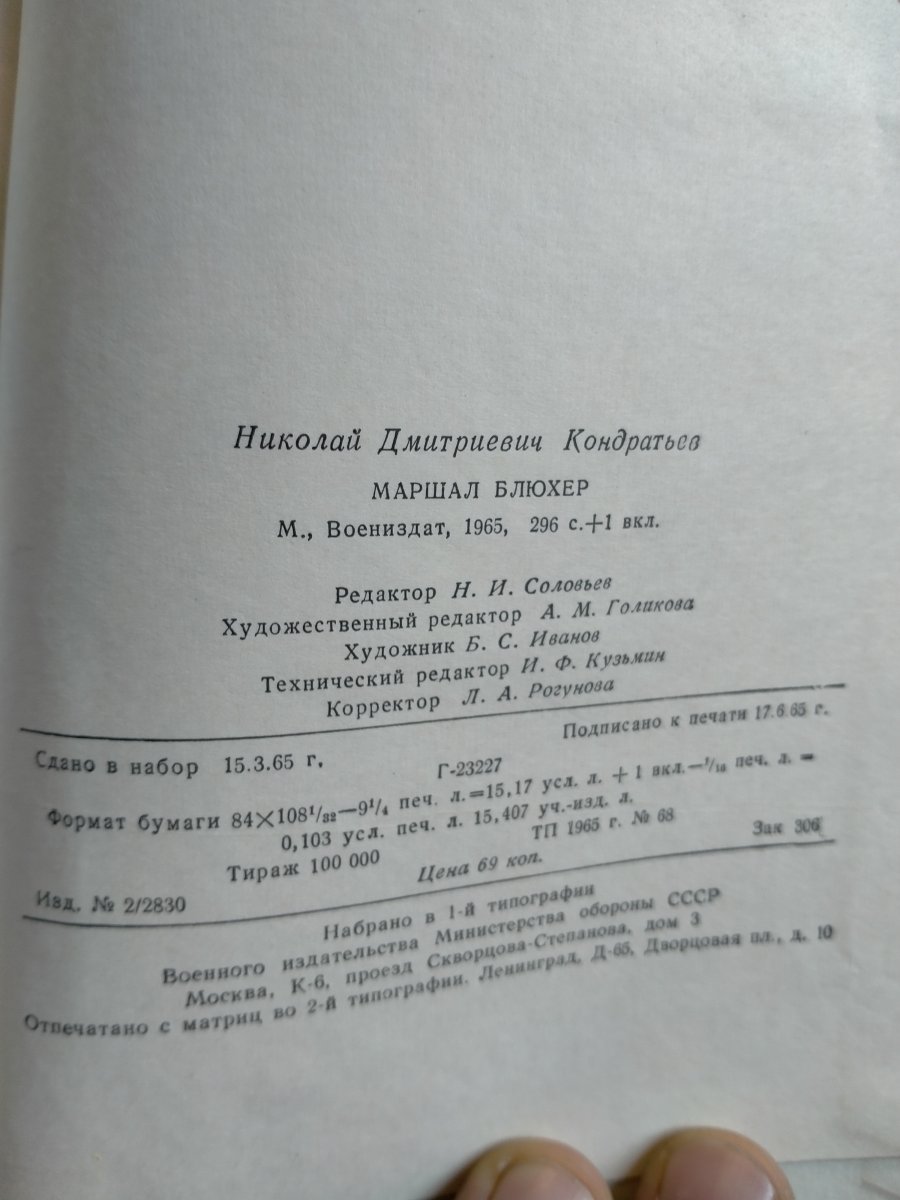 Николай Дмитриевич Кондратьев
МАРШАЛ БЛЮХЕР
М., Воениздат, 1965, 296 с.+1 вкл.
Редактор Н. И. Соловьев
Художественный редактор А. М. Голикова
Художник Б. С. Иванов
Технический редактор И. Ф. Кузьмин
Корректор Л. А. Рогунова
Сдано в набор 15.3.65 г. Подписано к печати 17.6.65 г.
Г-23227
Формат бумаги 84×108¹/₃₂—9¹/₄ печ. л.=15,17 усл. л. + 1 вкл.—¹/₁₆ печ. л. =
0,103 усл. печ. л. 15,407 уч.-изд. л.
Тираж 100 000 ТП 1965 г. № 68
Изд. № 2/2830 Цена 69 коп. Зак 306
Набрано в 1-й типографии
Военного издательства Министерства обороны СССР
Москва, К-6, проезд Скворцова-Степанова, дом 3
Отпечатано с матриц во 2-й типографии. Ленинград, Д-65, Дворцовая пл., д. 10